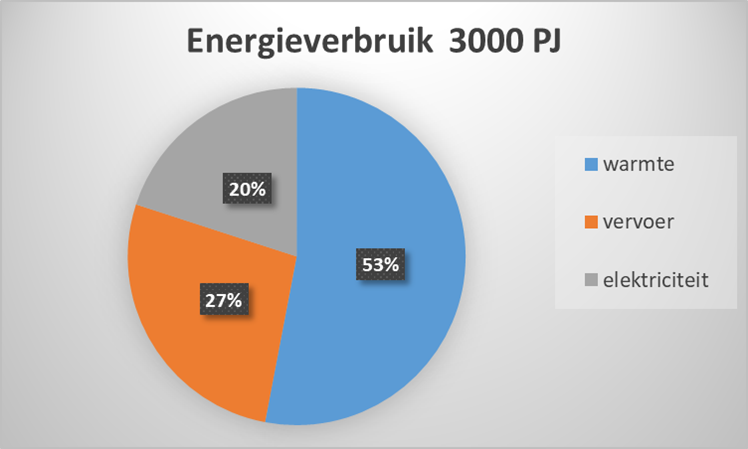 Energieverbruik 3000 PJ
20%
53%
27%
warmte
vervoer
elektriciteit